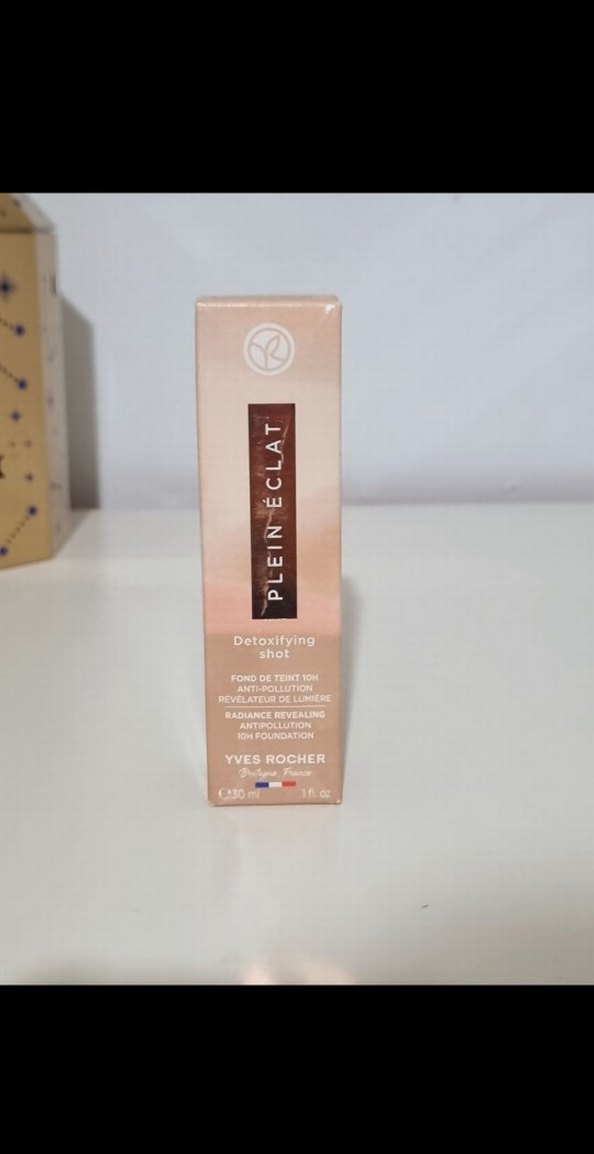 PLEIN ÉCLAT
Detoxifying
shot
FOND DE TEINT 10H
ANTI-POLLUTION
RÉVÉLATEUR DE LUMIÈRE
RADIANCE REVEALING
ANTIPOLLUTION
10H FOUNDATION
YVES ROCHER
Bretagne, France
℮30 ml 1 fl. oz.